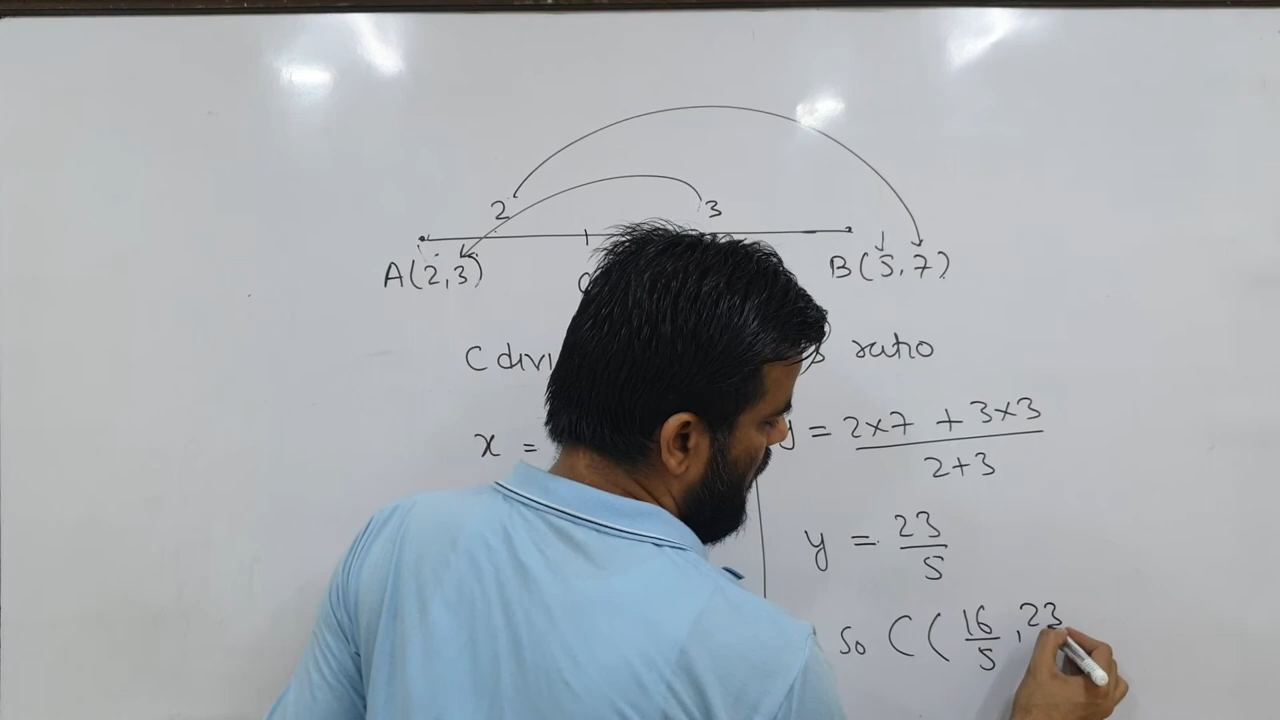 2 3
A(2,3) B(5,7)
C ratio
x = y = 2×7 + 3×3 / 2+3
y = 23/5
So C(16/5, 23